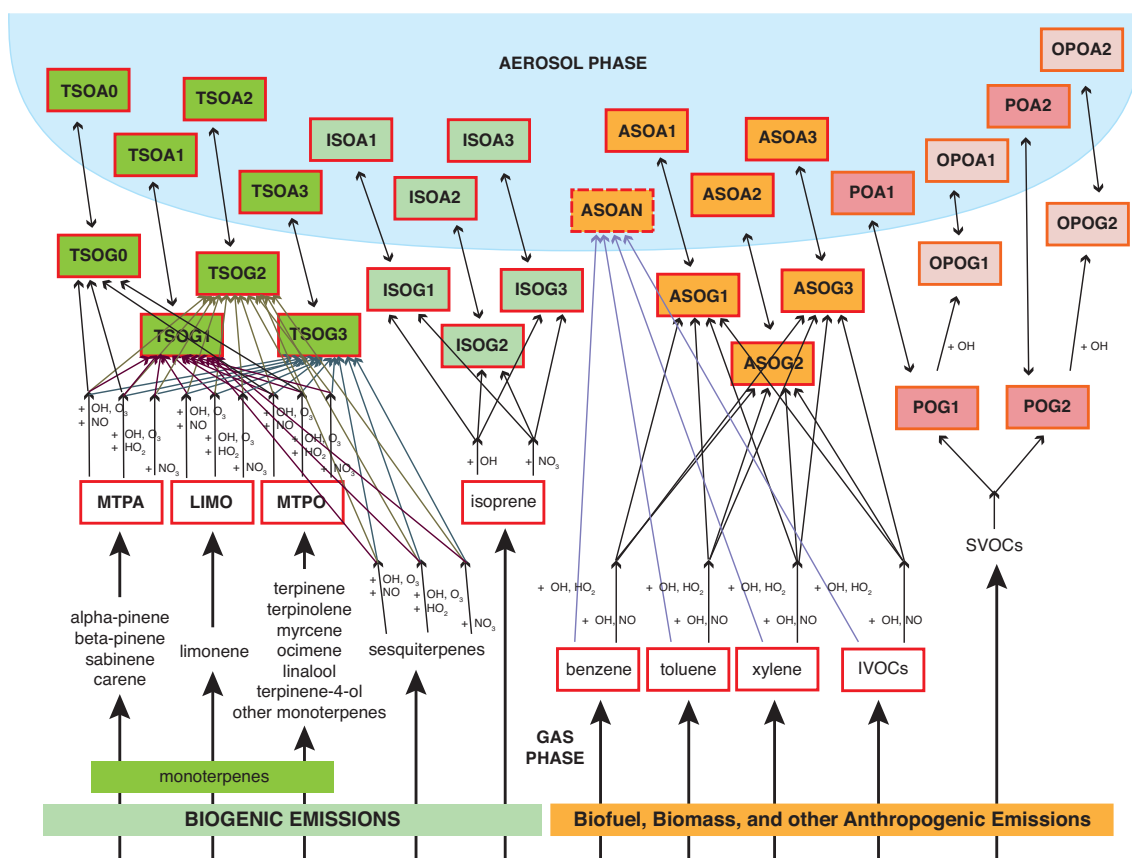 AEROSOL PHASE
OPOA2
TSOA0
TSOA2
POA2
ISOA1
ISOA3
ASOA1
ASOA3
TSOA1
OPOA1
TSOA3
ISOA2
ASOAN
ASOA2
POA1
OPOG2
TSOG0
TSOG2
OPOG1
ISOG1
ISOG3
ASOG1
ASOG3
TSOG1
TSOG3
ISOG2
ASOG2
+ OH
+ OH
POG1
POG2
+ OH, O₃
+ NO
+ OH, O₃
+ HO₂
+ NO₃
+ OH, O₃
+ NO
+ OH, O₃
+ HO₂
+ NO₃
+ OH, O₃
+ NO
+ OH, O₃
+ HO₂
+ NO₃
+ OH
+ NO₃
MTPA
LIMO
MTPO
isoprene
SVOCs
+ OH, O₃
+ NO
+ OH, O₃
+ HO₂
+ NO₃
+ OH, HO₂
+ OH, HO₂
+ OH, HO₂
+ OH, HO₂
+ OH, NO
+ OH, NO
+ OH, NO
+ OH, NO
alpha-pinene
beta-pinene
sabinene
carene
limonene
terpinene
terpinolene
myrcene
ocimene
linalool
terpinene-4-ol
other monoterpenes
sesquiterpenes
benzene
toluene
xylene
IVOCs
GAS
PHASE
monoterpenes
BIOGENIC EMISSIONS
Biofuel, Biomass, and other Anthropogenic Emissions